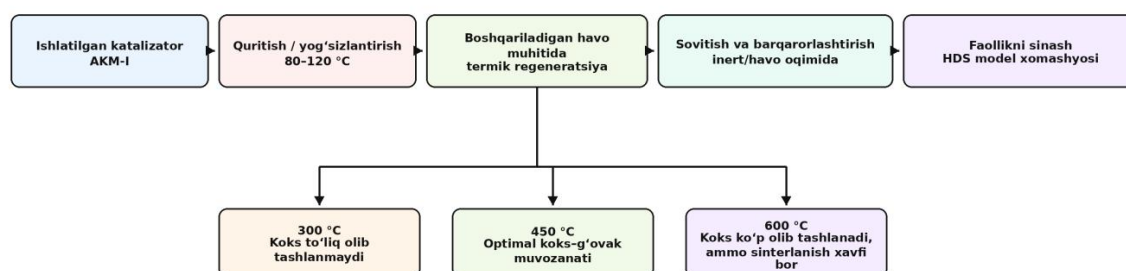 Ishlatilgan katalizator
AKM-I
Quritish / yog‘sizlantirish
80–120 °C
Boshqariladigan havo
muhitida
termik regeneratsiya
Sovitish va barqarorlashtirish
inert/havo oqimida
Faollikni sinash
HDS model xomashyosi
300 °C
Koks to‘liq olib
tashlanmaydi
450 °C
Optimal koks–g‘ovak
muvozanati
600 °C
Koks ko‘p olib tashlanadi,
ammo sinterlanish xavfi
bor